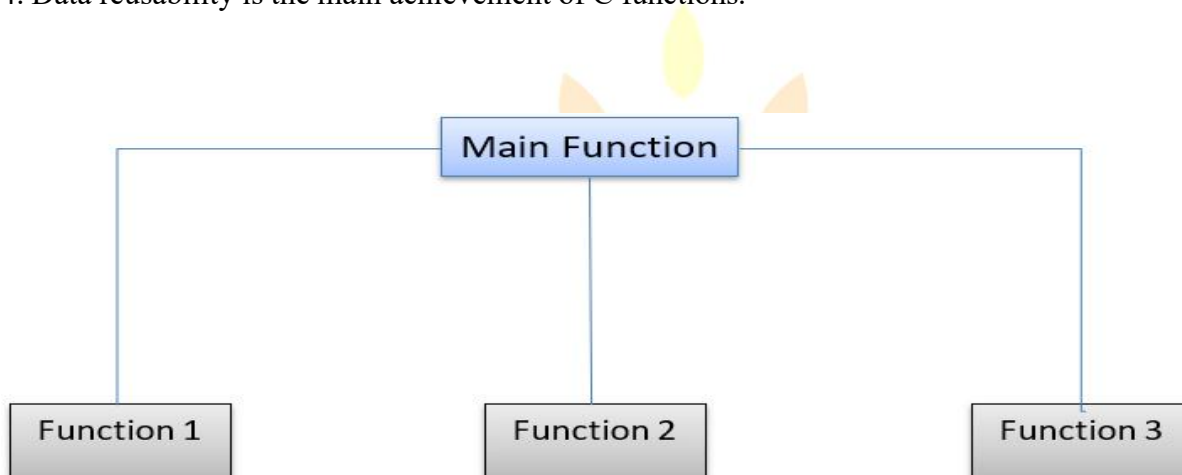 4. Data reusability is the main achievement of C functions.
Main Function
Function 1
Function 2
Function 3